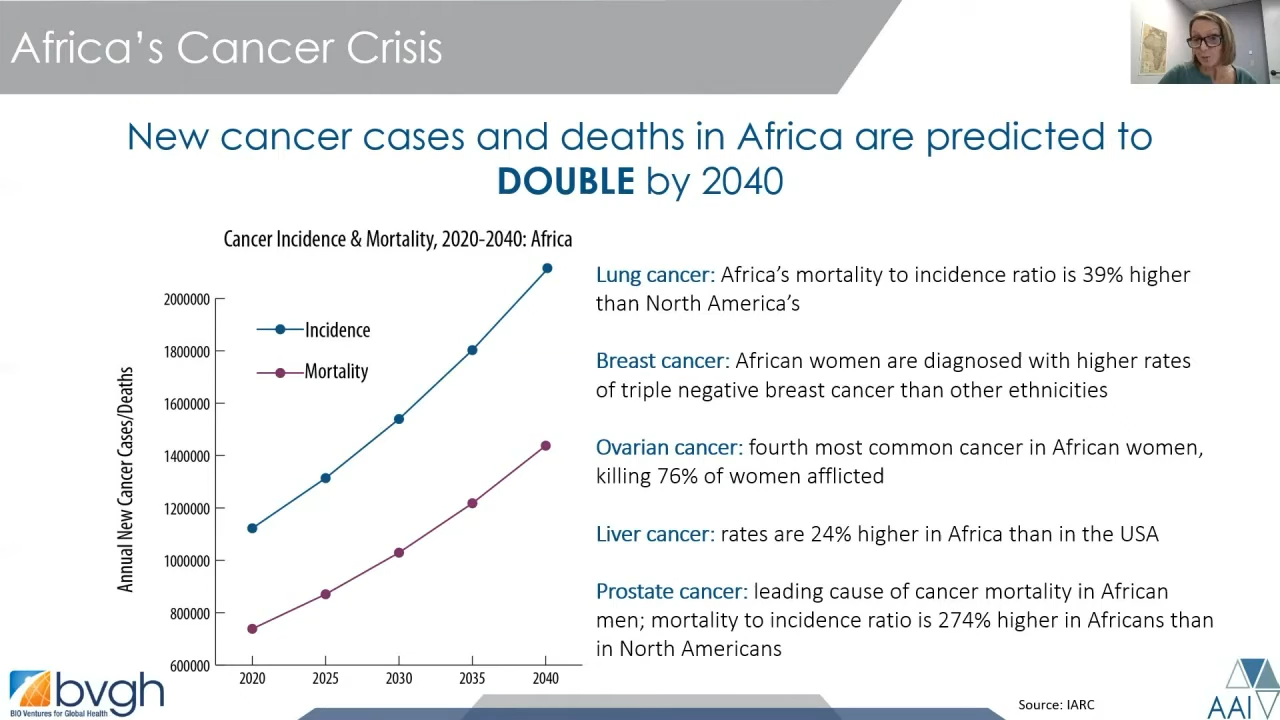 Africa's Cancer Crisis
New cancer cases and deaths in Africa are predicted to
DOUBLE by 2040
Cancer Incidence & Mortality, 2020-2040: Africa
Annual New Cancer Cases/Deaths
2000000
1800000
1600000
1400000
1200000
1000000
800000
600000
Incidence
Mortality
2020 2025 2030 2035 2040
Lung cancer: Africa's mortality to incidence ratio is 39% higher
than North America's
Breast cancer: African women are diagnosed with higher rates
of triple negative breast cancer than other ethnicities
Ovarian cancer: fourth most common cancer in African women,
killing 76% of women afflicted
Liver cancer: rates are 24% higher in Africa than in the USA
Prostate cancer: leading cause of cancer mortality in African
men; mortality to incidence ratio is 274% higher in Africans than
in North Americans
bvgh
BIO Ventures for Global Health
Source: IARC
AAI